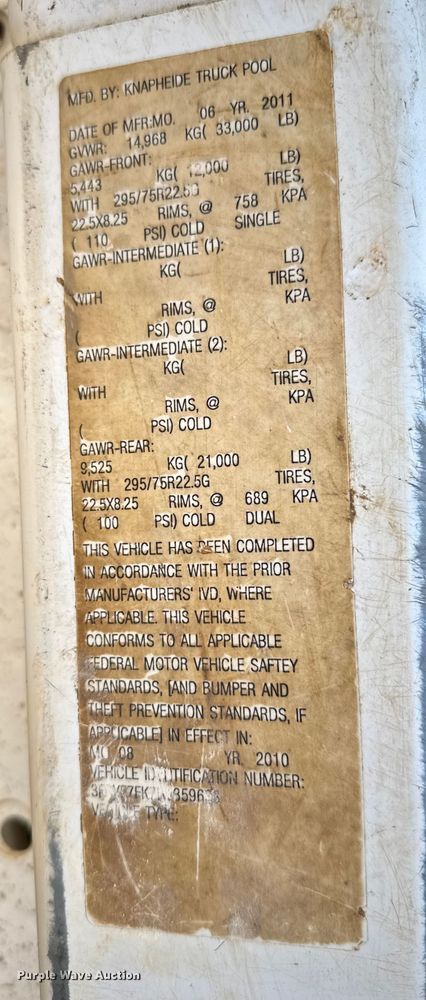 MFD. BY: KNAPHEIDE TRUCK POOL
DATE OF MFR:MO. 06 YR. 2011
GVWR: 14,968 KG( 33,000 LB)
GAWR-FRONT:
5,443 KG( 12,000 LB)
WITH 295/75R22.5G TIRES,
22.5X8.25 RIMS, @ 758 KPA
( 110 PSI) COLD SINGLE
GAWR-INTERMEDIATE (1):
KG( LB)
WITH TIRES,
RIMS, @ KPA
( PSI) COLD
GAWR-INTERMEDIATE (2):
KG( LB)
WITH TIRES,
RIMS, @ KPA
( PSI) COLD
GAWR-REAR:
9,525 KG( 21,000 LB)
WITH 295/75R22.5G TIRES,
22.5X8.25 RIMS, @ 689 KPA
( 100 PSI) COLD DUAL
THIS VEHICLE HAS BEEN COMPLETED
IN ACCORDANCE WITH THE PRIOR
MANUFACTURERS' IVD, WHERE
APPLICABLE. THIS VEHICLE
CONFORMS TO ALL APPLICABLE
FEDERAL MOTOR VEHICLE SAFTEY
STANDARDS, [AND BUMPER AND
THEFT PREVENTION STANDARDS, IF
APPLICABLE] IN EFFECT IN:
MO 08 YR. 2010
VEHICLE IDENTIFICATION NUMBER:
TYPE:
Purple Wave Auction